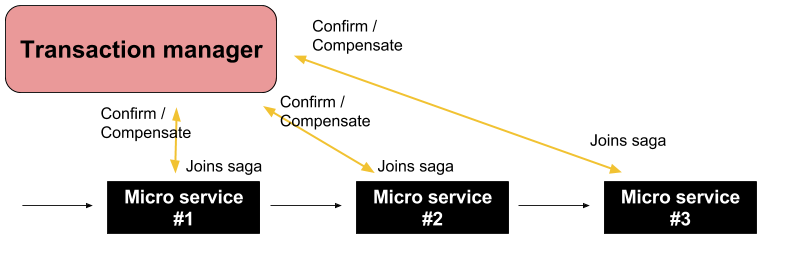 Transaction manager
Confirm /
Compensate
Confirm /
Compensate
Confirm /
Compensate
Joins saga
Joins saga
Joins saga
Micro service
#1
Micro service
#2
Micro service
#3